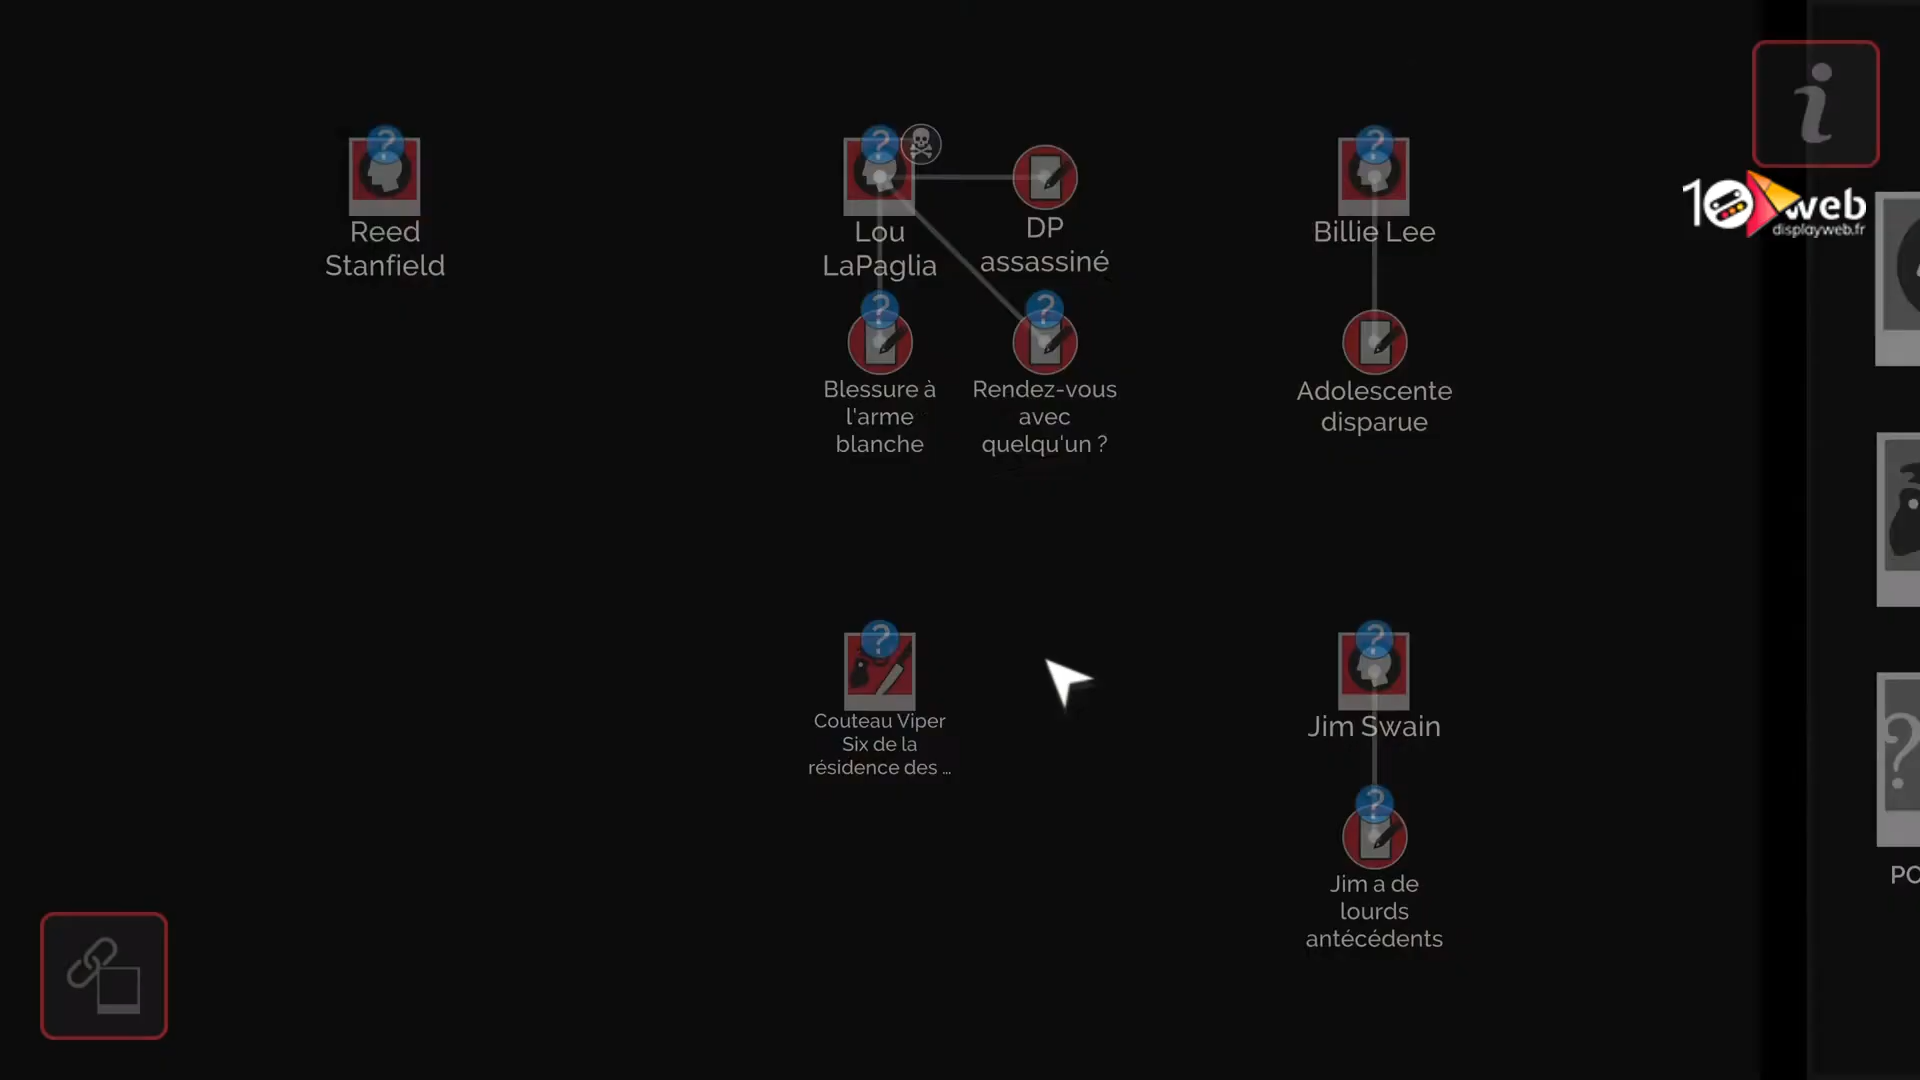 Reed
Stanfield
Lou
LaPaglia
DP
assassiné
Billie Lee
10 web
displayweb.fr
Blessure à
l'arme
blanche
Rendez-vous
avec
quelqu'un ?
Adolescente
disparue
Couteau Viper
Six de la
résidence des ...
Jim Swain
Jim a de
lourds
antécédents
PO